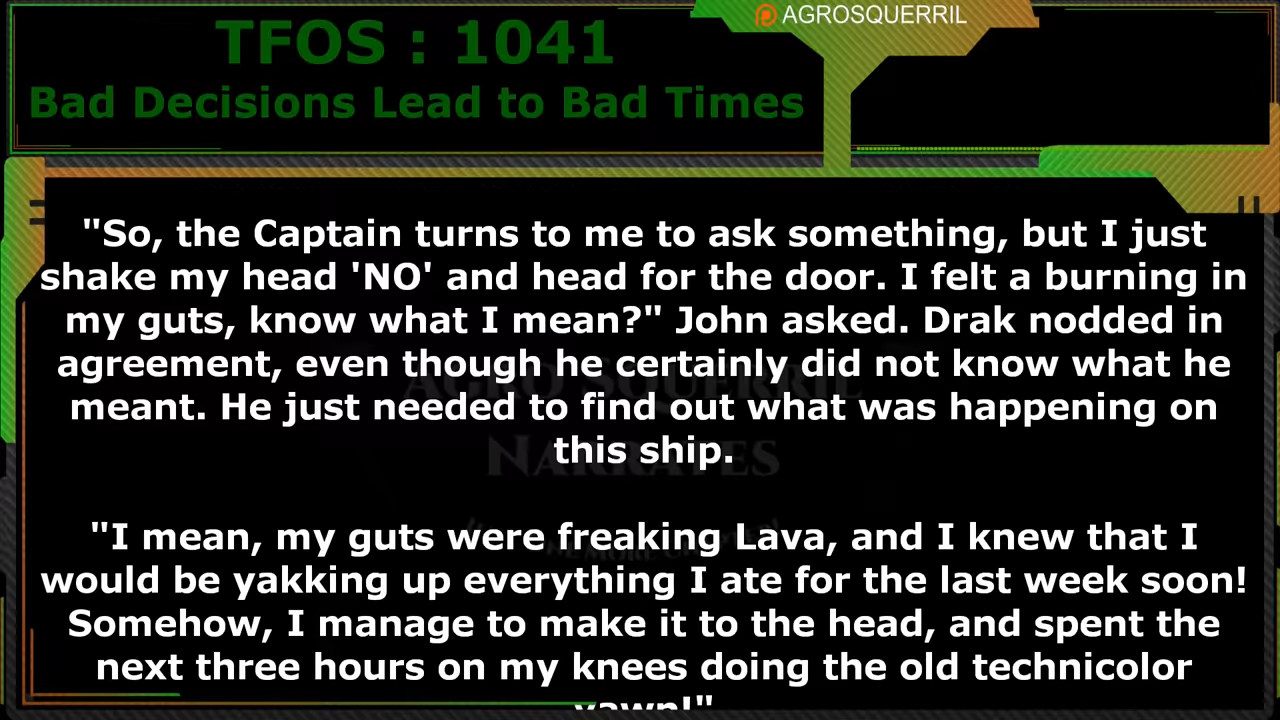 AGROSQUERRIL
TFOS : 1041
Bad Decisions Lead to Bad Times
"So, the Captain turns to me to ask something, but I just
shake my head 'NO' and head for the door. I felt a burning in
my guts, know what I mean?" John asked. Drak nodded in
agreement, even though he certainly did not know what he
meant. He just needed to find out what was happening on
this ship.
AGRO SQUERRIL
NARRATES
"I mean, my guts were freaking Lava, and I knew that I
would be yakking up everything I ate for the last week soon!
Somehow, I manage to make it to the head, and spent the
next three hours on my knees doing the old technicolor
yawn!"